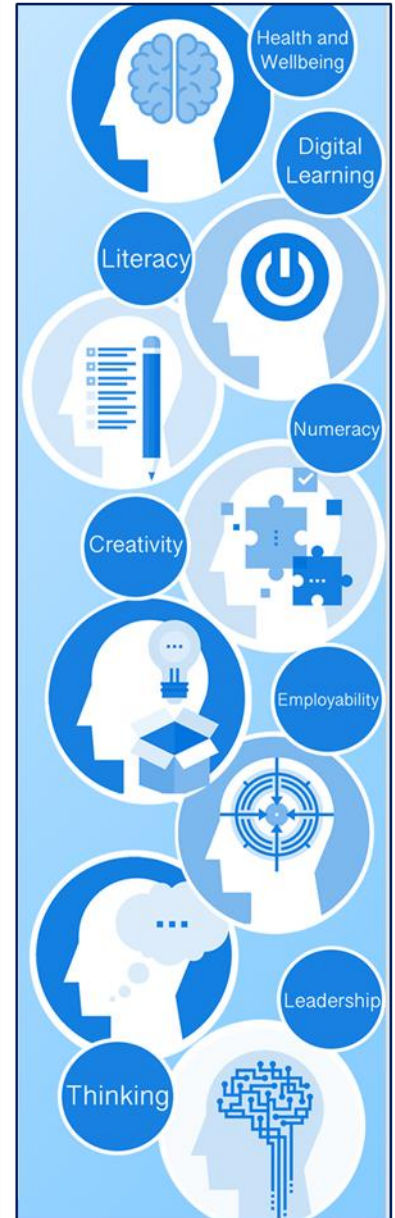 Health and
Wellbeing
Digital
Learning
Literacy
Numeracy
Creativity
Employability
Leadership
Thinking